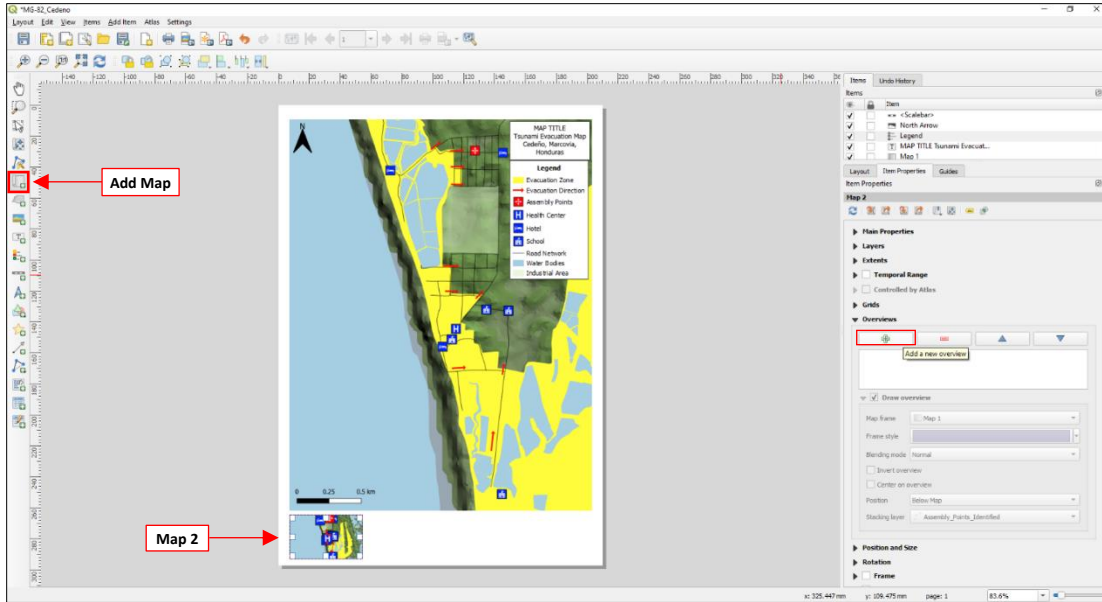 *MG-82_Cedeno
Layout Edit View Items Add Item Atlas Settings
Add Map
Map 2
N
MAP TITLE
Tsunami Evacuation Map
Cedeño, Marcovia,
Honduras
Legend
Evacuation Zone
Evacuation Direction
Assembly Points
Health Center
Hotel
School
Road Network
Water Bodies
Industrial Area
H
0 0.25 0.5 km
Items Undo History
Items
Item
<Scalebar>
North Arrow
Legend
MAP TITLE Tsunami Evacuat...
Map 1
Layout Item Properties Guides
Item Properties
Map 2
Main Properties
Layers
Extents
Temporal Range
Controlled by Atlas
Grids
Overviews
Add a new overview
Draw overview
Map frame Map 1
Frame style
Blending mode Normal
Invert overview
Center on overview
Position Below Map
Stacking layer Assembly_Points_Identified
Position and Size
Rotation
Frame
x: 325.447 mm y: 109.475 mm page: 1 83.6%